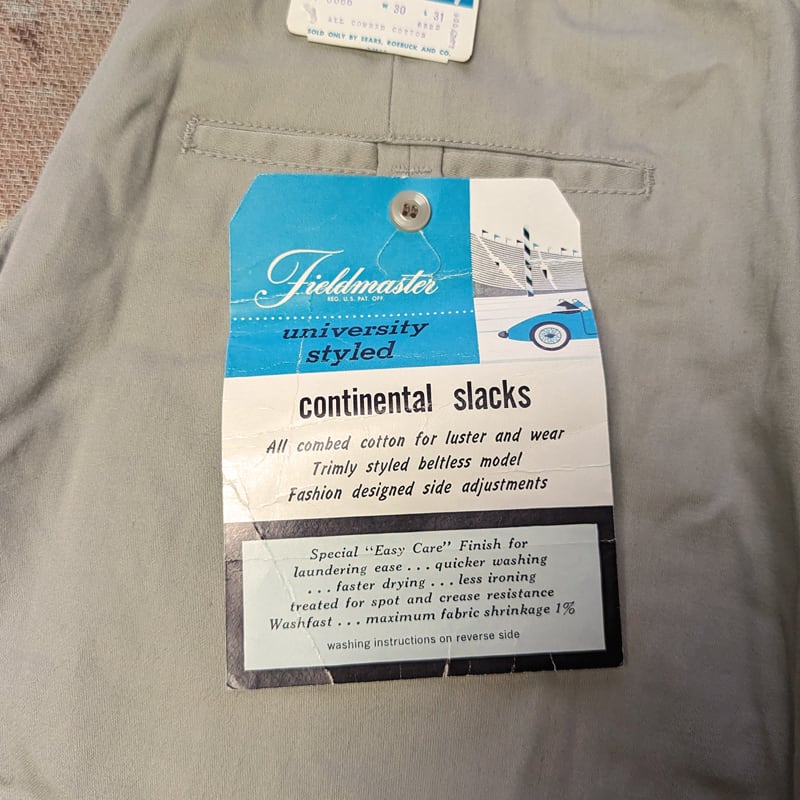 W 30 L 31
ALL COMBED COTTON
SOLD ONLY BY SEARS, ROEBUCK AND CO.
Fieldmaster
REG. U.S. PAT. OFF.
university
styled
continental slacks
All combed cotton for luster and wear
Trimly styled beltless model
Fashion designed side adjustments
Special “Easy Care” Finish for
laundering ease . . . quicker washing
. . . faster drying . . . less ironing
treated for spot and crease resistance
Washfast . . . maximum fabric shrinkage 1%
washing instructions on reverse side